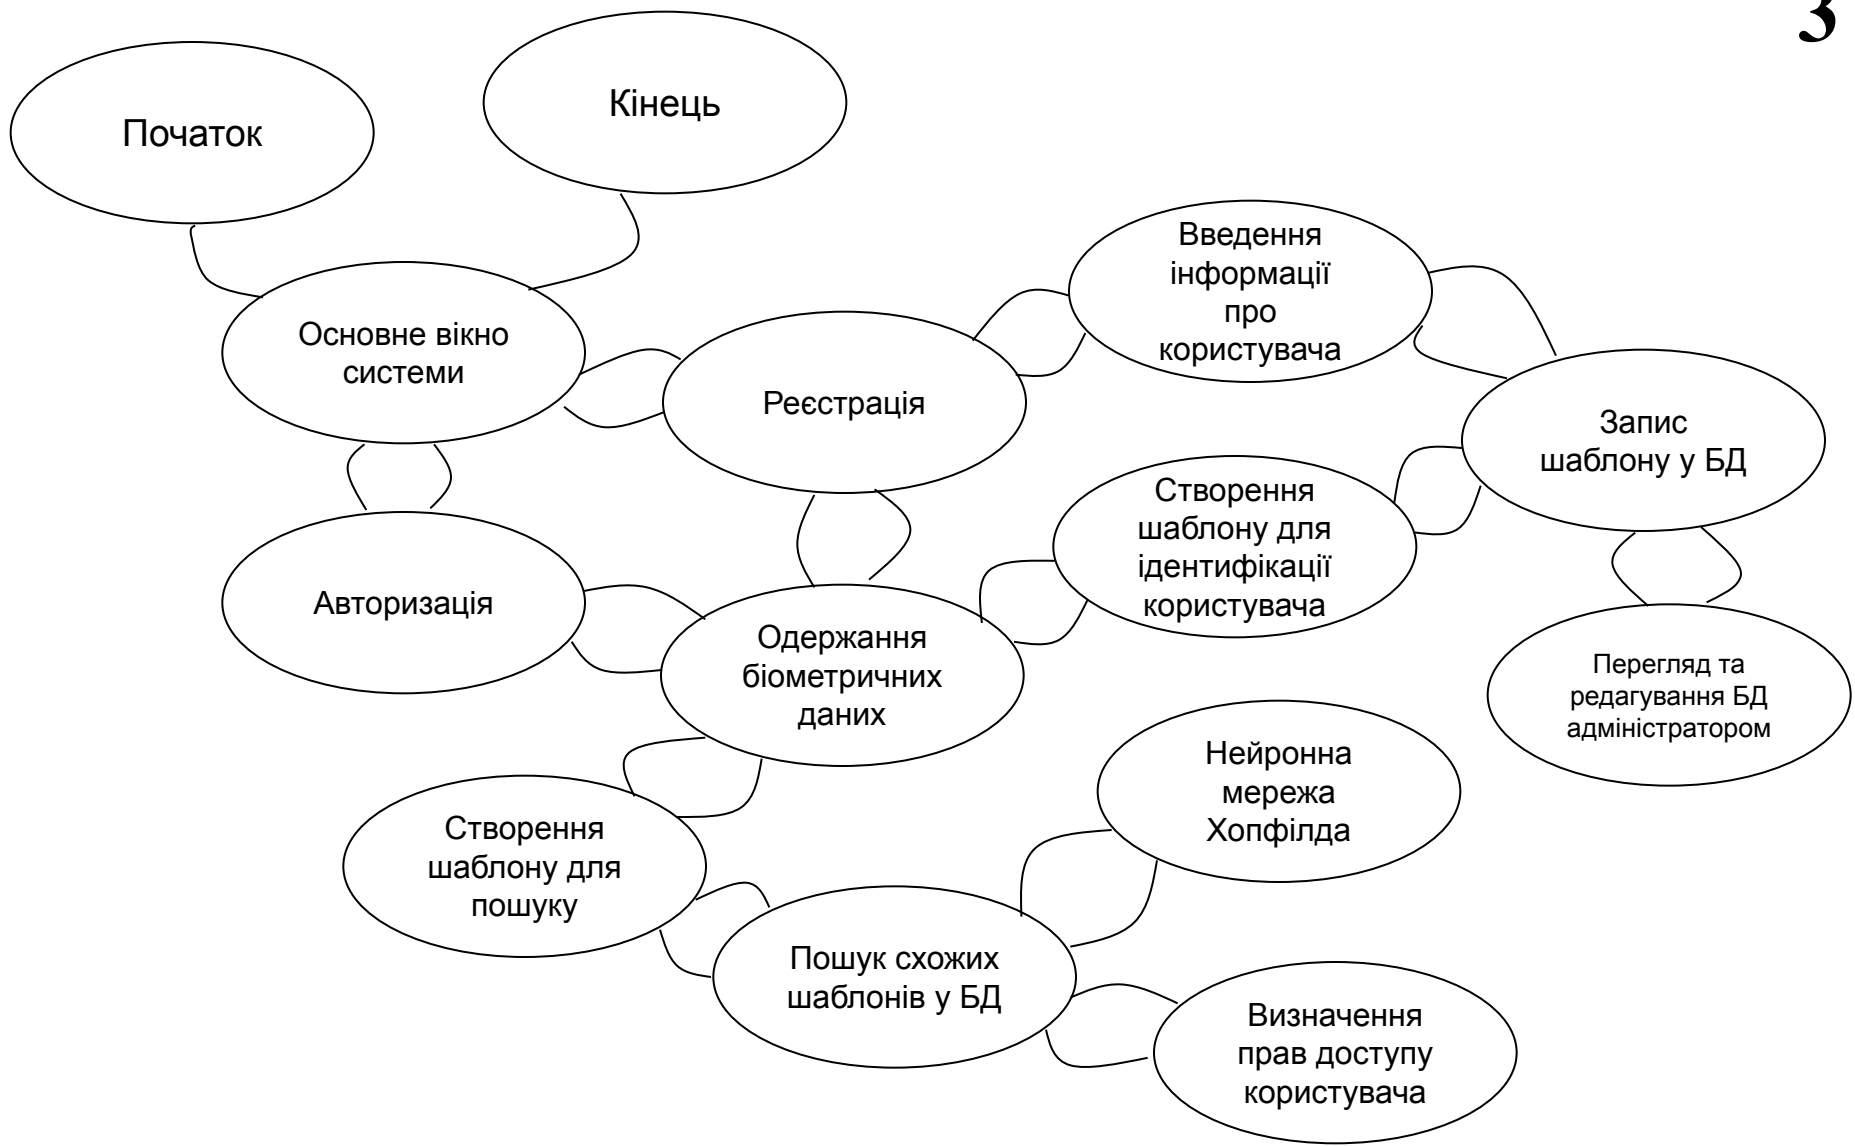 3
Початок
Кінець
Основне вікно
системи
Реєстрація
Введення
інформації
про
користувача
Запис
шаблону у БД
Авторизація
Створення
шаблону для
ідентифікації
користувача
Одержання
біометричних
даних
Перегляд та
редагування БД
адміністратором
Нейронна
мережа
Хопфілда
Створення
шаблону для
пошуку
Пошук схожих
шаблонів у БД
Визначення
прав доступу
користувача